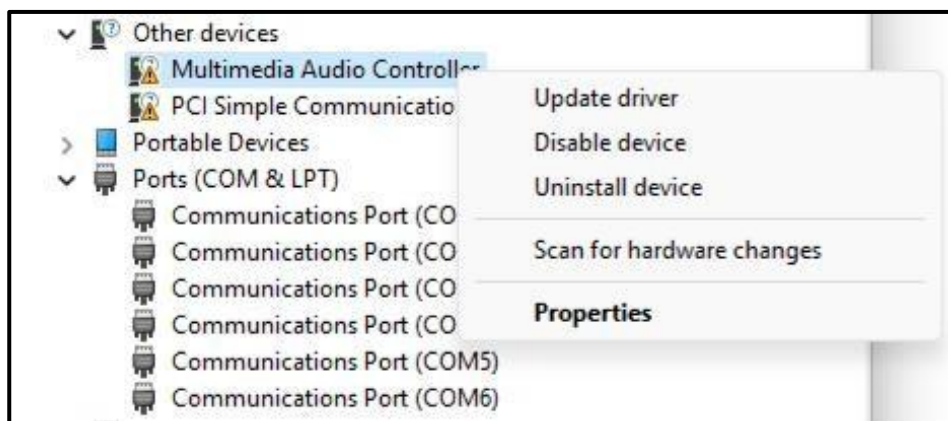 Other devices
Multimedia Audio Controller
PCI Simple Communicatio
Portable Devices
Ports (COM & LPT)
Communications Port (CO
Communications Port (CO
Communications Port (CO
Communications Port (CO
Communications Port (COM5)
Communications Port (COM6)
Update driver
Disable device
Uninstall device
Scan for hardware changes
Properties